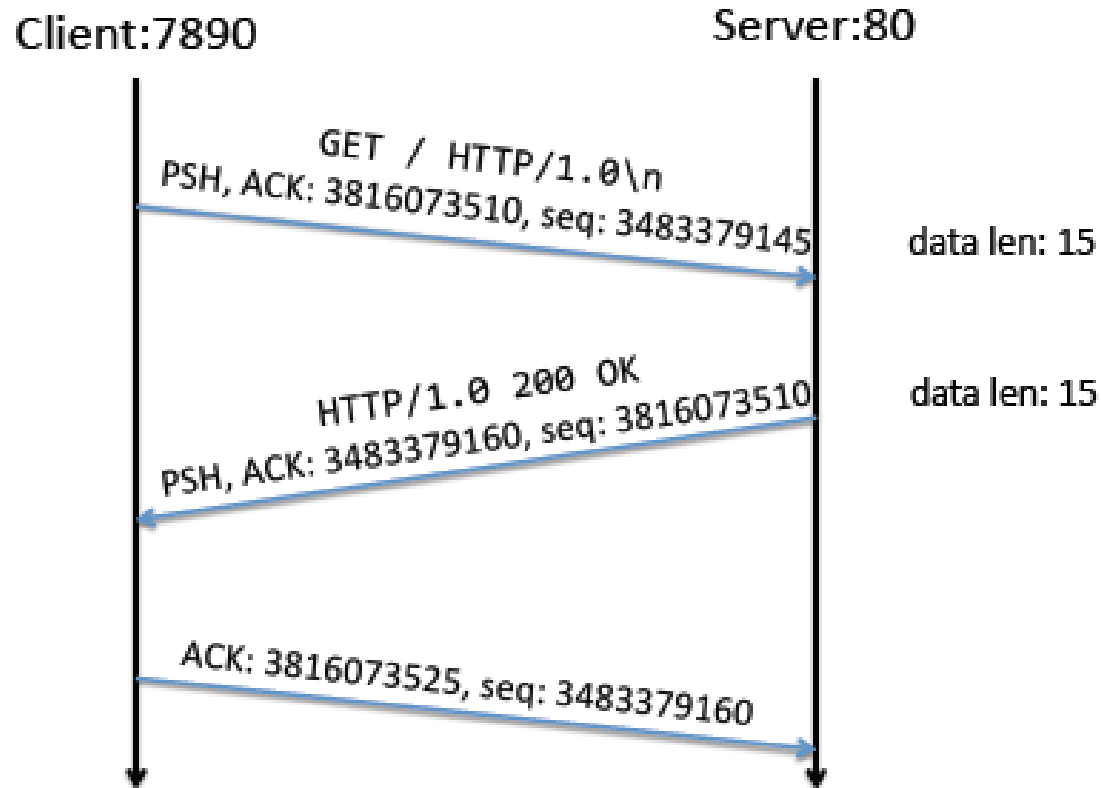 Client:7890
Server:80
GET / HTTP/1.0\n
PSH, ACK: 3816073510, seq: 3483379145
data len: 15
HTTP/1.0 200 OK
PSH, ACK: 3483379160, seq: 3816073510
data len: 15
ACK: 3816073525, seq: 3483379160